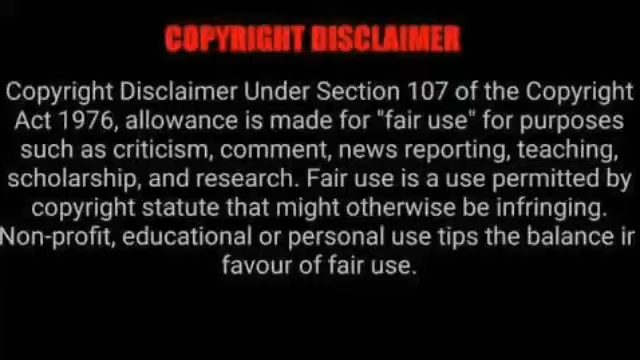 COPYRIGHT DISCLAIMER
Copyright Disclaimer Under Section 107 of the Copyright
Act 1976, allowance is made for "fair use" for purposes
such as criticism, comment, news reporting, teaching,
scholarship, and research. Fair use is a use permitted by
copyright statute that might otherwise be infringing.
Non-profit, educational or personal use tips the balance ir
favour of fair use.